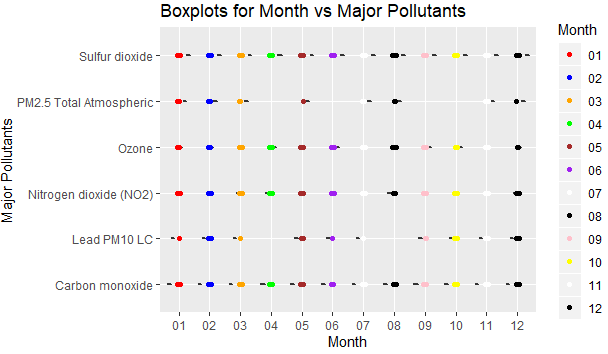 Boxplots for Month vs Major Pollutants
Major Pollutants
Sulfur dioxide
PM2.5 Total Atmospheric
Ozone
Nitrogen dioxide (NO2)
Lead PM10 LC
Carbon monoxide
01 02 03 04 05 06 07 08 09 10 11 12
Month
Month
01
02
03
04
05
06
07
08
09
10
11
12